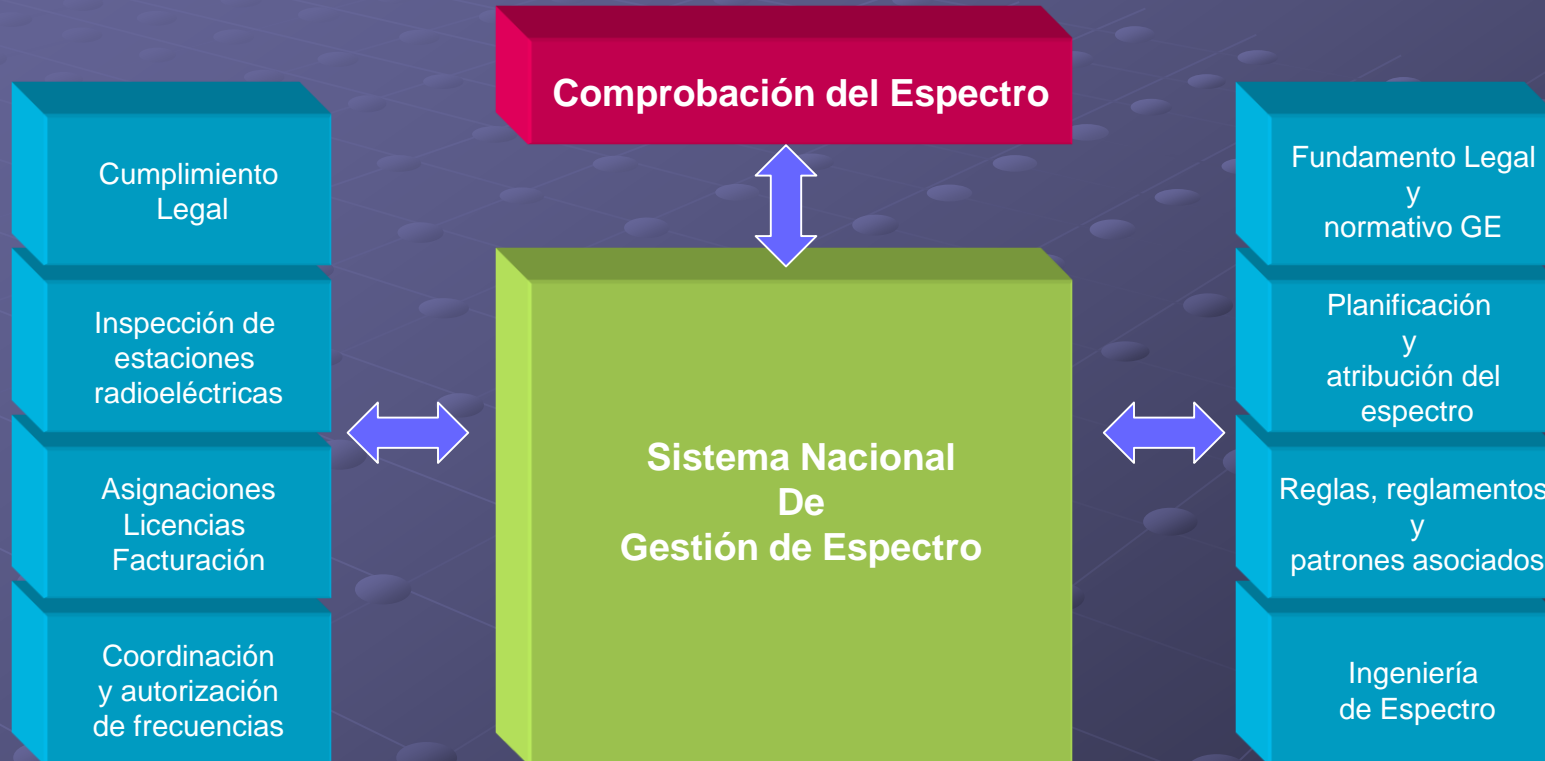 Comprobación del Espectro
Cumplimiento
Legal
Inspección de
estaciones
radioeléctricas
Asignaciones
Licencias
Facturación
Coordinación
y autorización
de frecuencias
Sistema Nacional
De
Gestión de Espectro
Fundamento Legal
y
normativo GE
Planificación
y
atribución del
espectro
Reglas, reglamentos
y
patrones asociados
Ingeniería
de Espectro